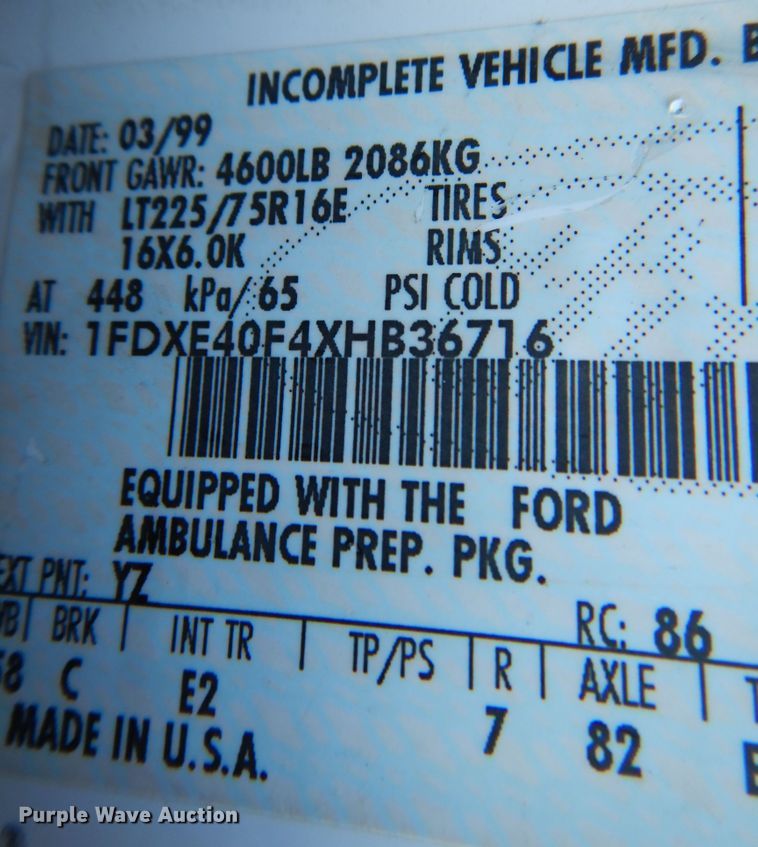 INCOMPLETE VEHICLE MFD.
DATE: 03/99
FRONT GAWR: 4600LB 2086KG
WITH LT225/75R16E TIRES
16X6.0K RIMS
AT 448 kPa/65 PSI COLD
VIN: 1FDXE40F4XHB36716
EQUIPPED WITH THE FORD
AMBULANCE PREP. PKG.
EXT PNT: YZ
RC: 86
WB| BRK | INT TR | TP/PS | R | AXLE |
58 C E2 7 82
MADE IN U.S.A.
Purple Wave Auction